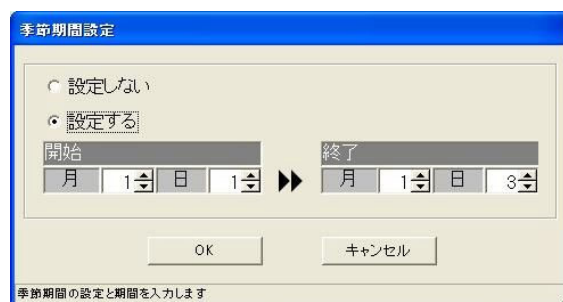 季節期間設定
設定しない
設定する
開始 終了
月 1 日 1 月 1 日 3
OK キャンセル
季節期間の設定と期間を入力します